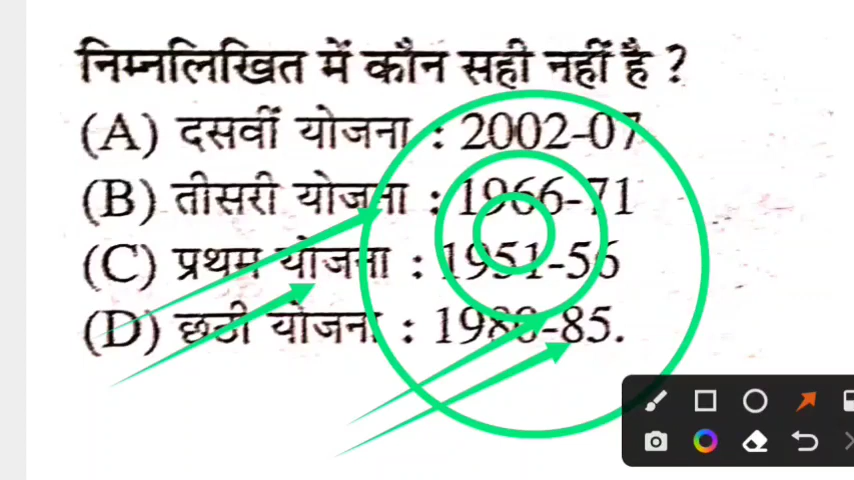 निम्नलिखित में कौन सही नहीं है ?
(A) दसवीं योजना : 2002-07
(B) तीसरी योजना : 1966-71
(C) प्रथम योजना : 1951-56
(D) छठी योजना : 1980-85.